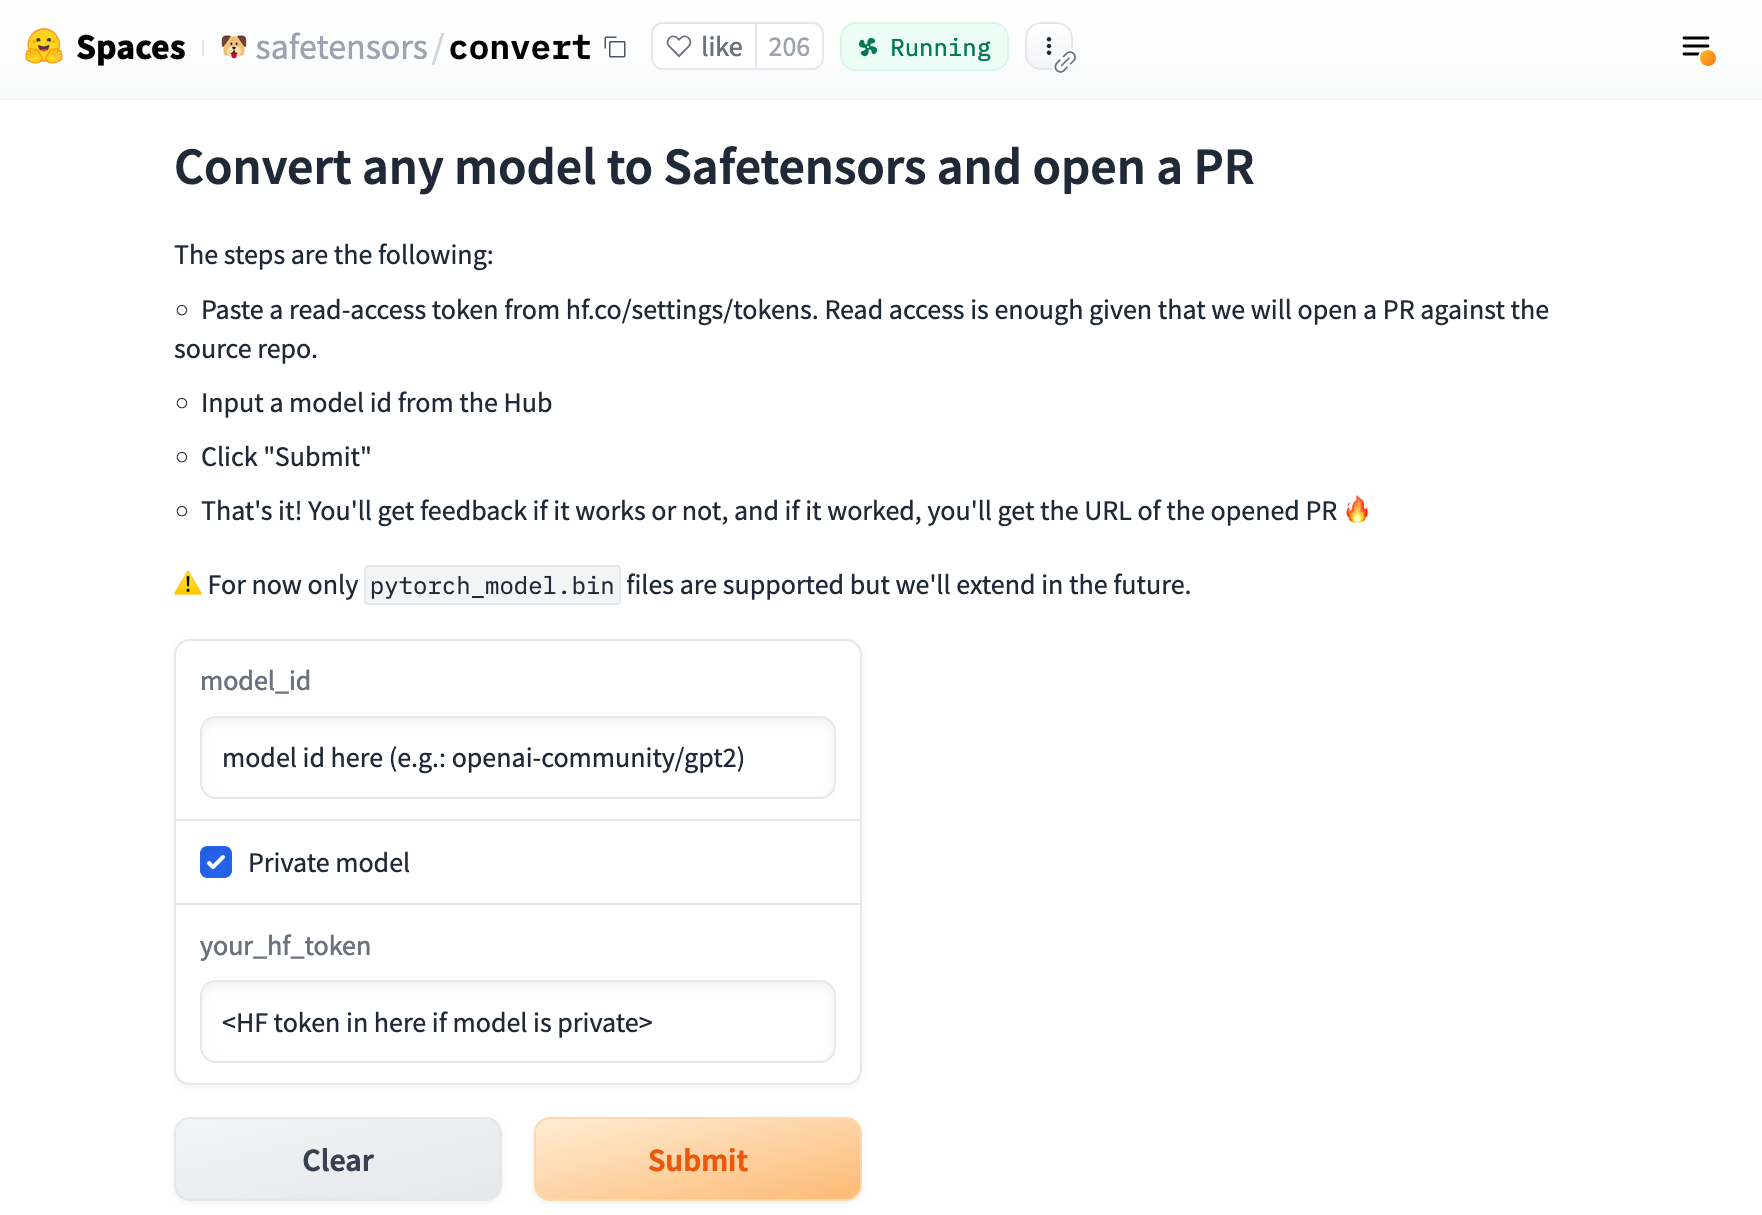 Spaces safetensors/convert like 206 Running
Convert any model to Safetensors and open a PR
The steps are the following:
Paste a read-access token from hf.co/settings/tokens. Read access is enough given that we will open a PR against the
source repo.
Input a model id from the Hub
Click "Submit"
That's it! You'll get feedback if it works or not, and if it worked, you'll get the URL of the opened PR 🔥
⚠️ For now only pytorch_model.bin files are supported but we'll extend in the future.
model_id
model id here (e.g.: openai-community/gpt2)
Private model
your_hf_token
<HF token in here if model is private>
Clear Submit